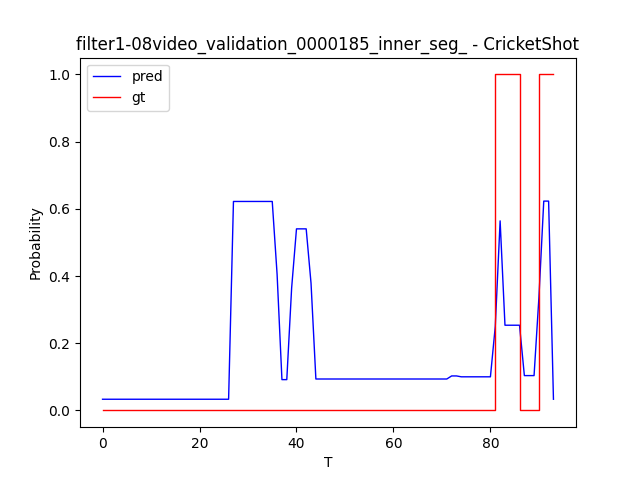 filter1-08video_validation_0000185_inner_seg_ - CricketShot
pred
gt
1.0
0.8
0.6
0.4
0.2
0.0
Probability
0
20
40
60
80
T